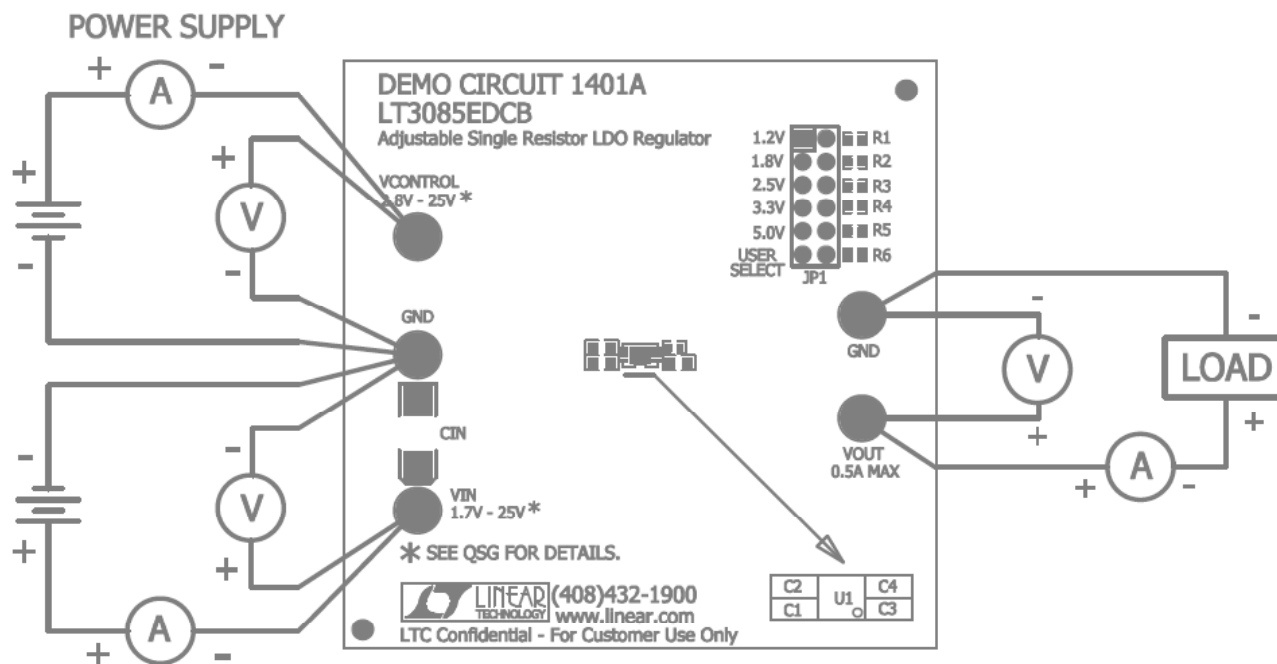 POWER SUPPLY
+ A -
+ V -
+ -
DEMO CIRCUIT 1401A
LT3085EDCB
Adjustable Single Resistor LDO Regulator
VCONTROL
2.8V - 25V *
1.2V R1
1.8V R2
2.5V R3
3.3V R4
5.0V R5
USER SELECT R6
JP1
GND
GND
- V +
- LOAD +
CIN
VOUT
0.5A MAX
+ A -
- V +
- +
VIN
1.7V - 25V *
* SEE QSG FOR DETAILS.
LINEAR TECHNOLOGY
(408)432-1900
www.linear.com
LTC Confidential - For Customer Use Only
C2 U1 C4
C1 C3
+ A -